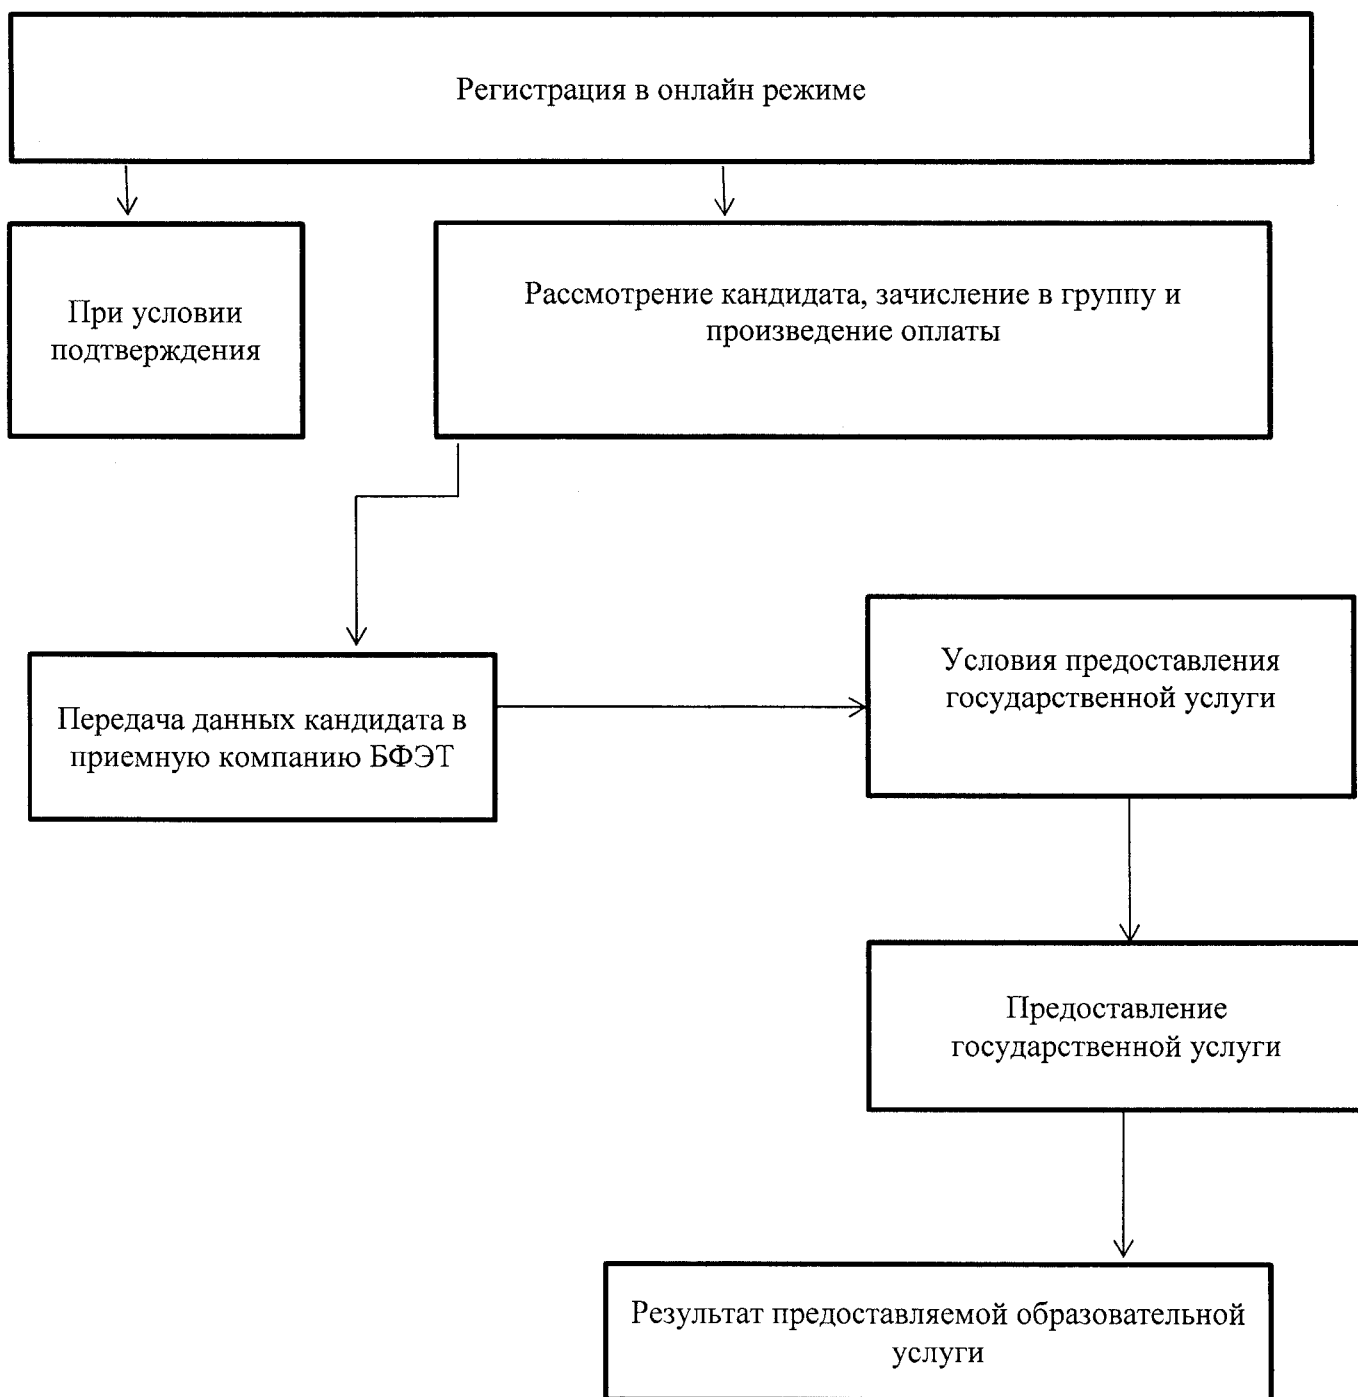 Регистрация в онлайн режиме
При условии
подтверждения
Рассмотрение кандидата, зачисление в группу и
произведение оплаты
Передача данных кандидата в
приемную компанию БФЭТ
Условия предоставления
государственной услуги
Предоставление
государственной услуги
Результат предоставляемой образовательной
услуги